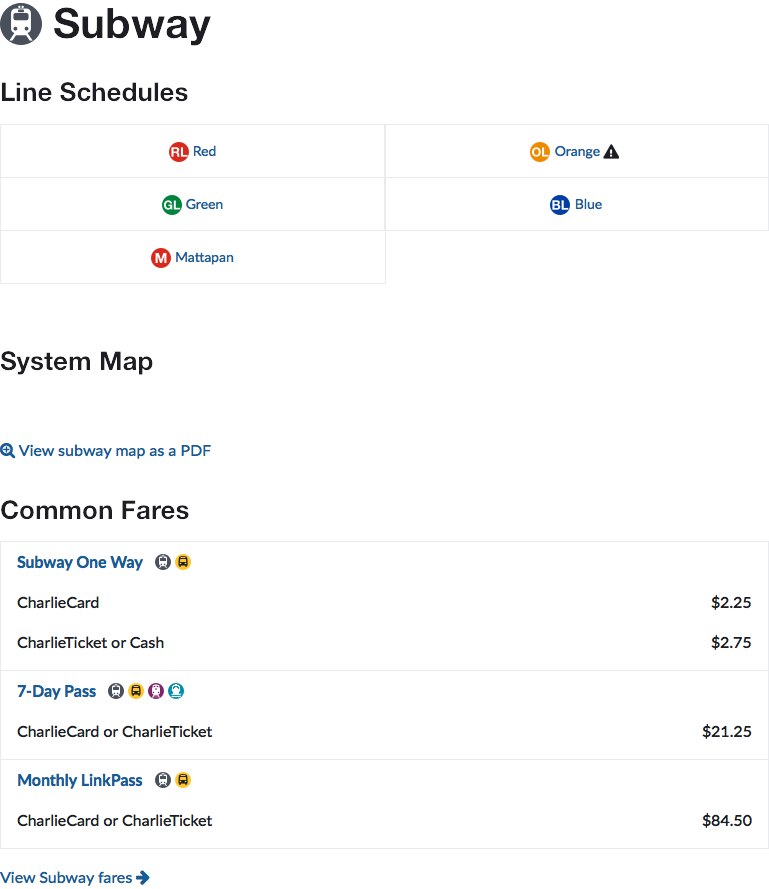 Subway
Line Schedules
RL Red
OL Orange
GL Green
BL Blue
M Mattapan
System Map
View subway map as a PDF
Common Fares
Subway One Way
CharlieCard $2.25
CharlieTicket or Cash $2.75
7-Day Pass
CharlieCard or CharlieTicket $21.25
Monthly LinkPass
CharlieCard or CharlieTicket $84.50
View Subway fares